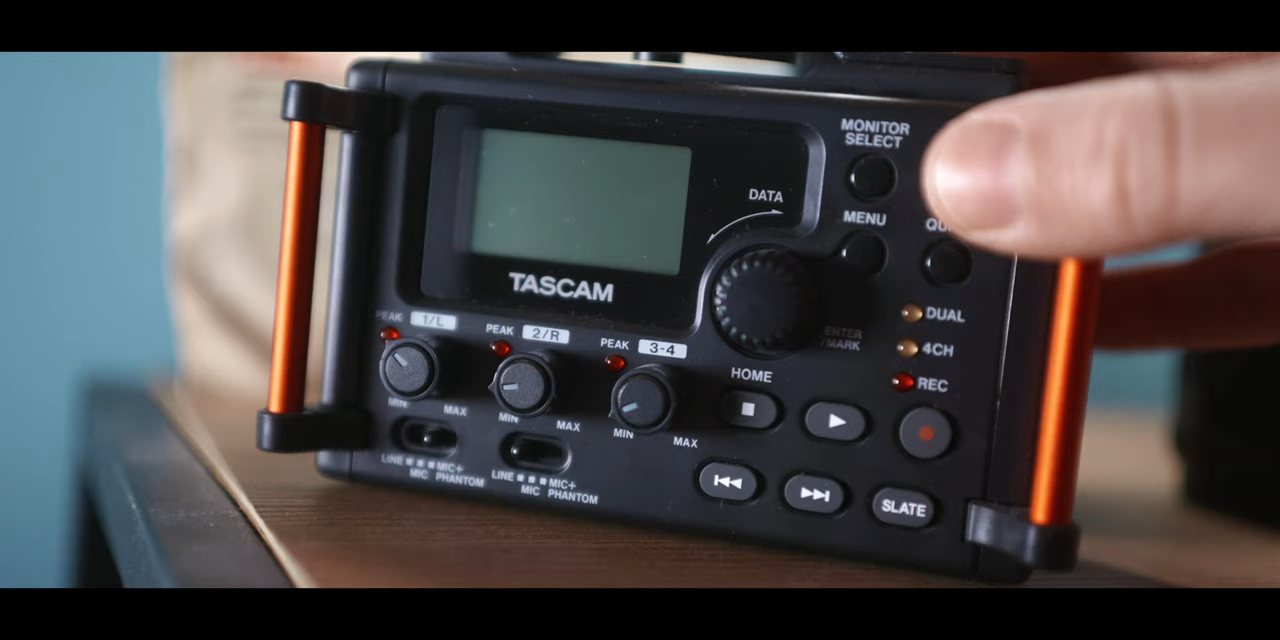 MONITOR
SELECT
DATA
MENU
TASCAM
PEAK 1/L
PEAK 2/R
PEAK 3-4
ENTER
/MARK
DUAL
4CH
REC
HOME
MIN MAX
MIN MAX
MIN MAX
LINE MIC+
MIC PHANTOM
LINE MIC+
MIC PHANTOM
SLATE